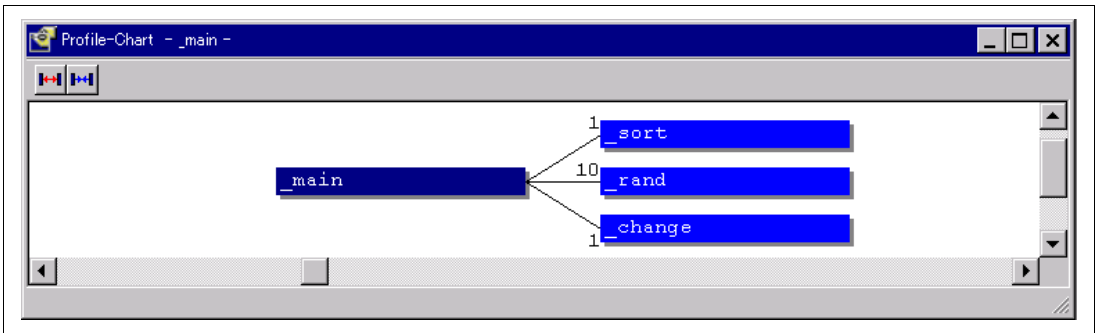 Profile-Chart - _main -
1
_sort
_main
10
_rand
_change
1